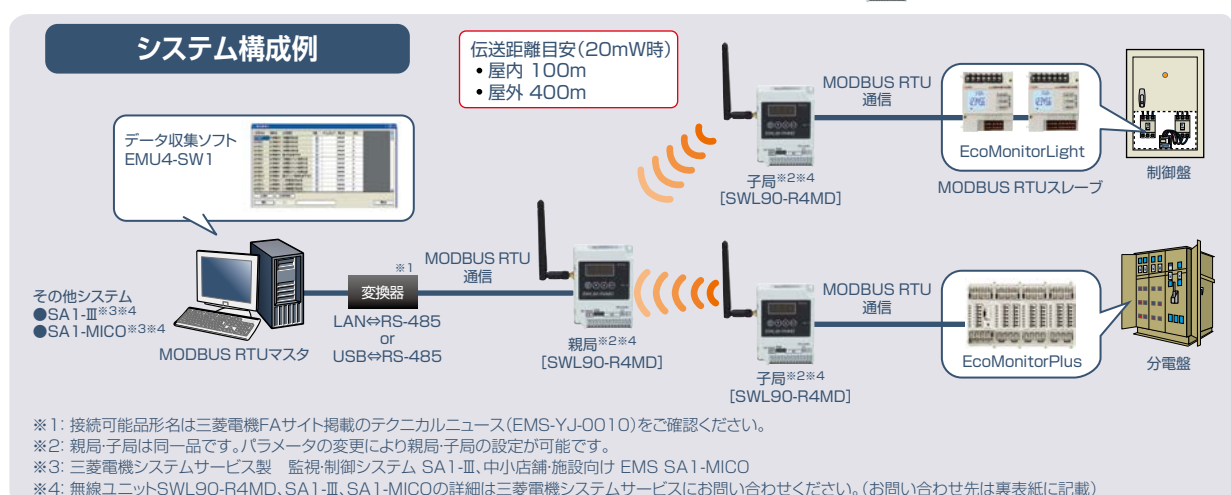 システム構成例
伝送距離目安(20mW時)
• 屋内 100m
• 屋外 400m
データ収集ソフト
EMU4-SW1
その他システム
●SA1-Ⅲ※3※4
●SA1-MICO※3※4
MODBUS RTUマスタ
※1
変換器
LAN⇔RS-485
or
USB⇔RS-485
MODBUS RTU
通信
親局※2※4
[SWL90-R4MD]
子局※2※4
[SWL90-R4MD]
MODBUS RTU
通信
EcoMonitorLight
MODBUS RTUスレーブ
制御盤
子局※2※4
[SWL90-R4MD]
MODBUS RTU
通信
EcoMonitorPlus
分電盤
※1: 接続可能品形名は三菱電機FAサイト掲載のテクニカルニュース(EMS-YJ-0010)をご確認ください。
※2: 親局・子局は同一品です。パラメータの変更により親局・子局の設定が可能です。
※3: 三菱電機システムサービス製　監視・制御システム SA1-Ⅲ、中小店舗・施設向け EMS SA1-MICO
※4: 無線ユニットSWL90-R4MD、SA1-Ⅲ、SA1-MICOの詳細は三菱電機システムサービスにお問い合わせください。(お問い合わせ先は裏表紙に記載)